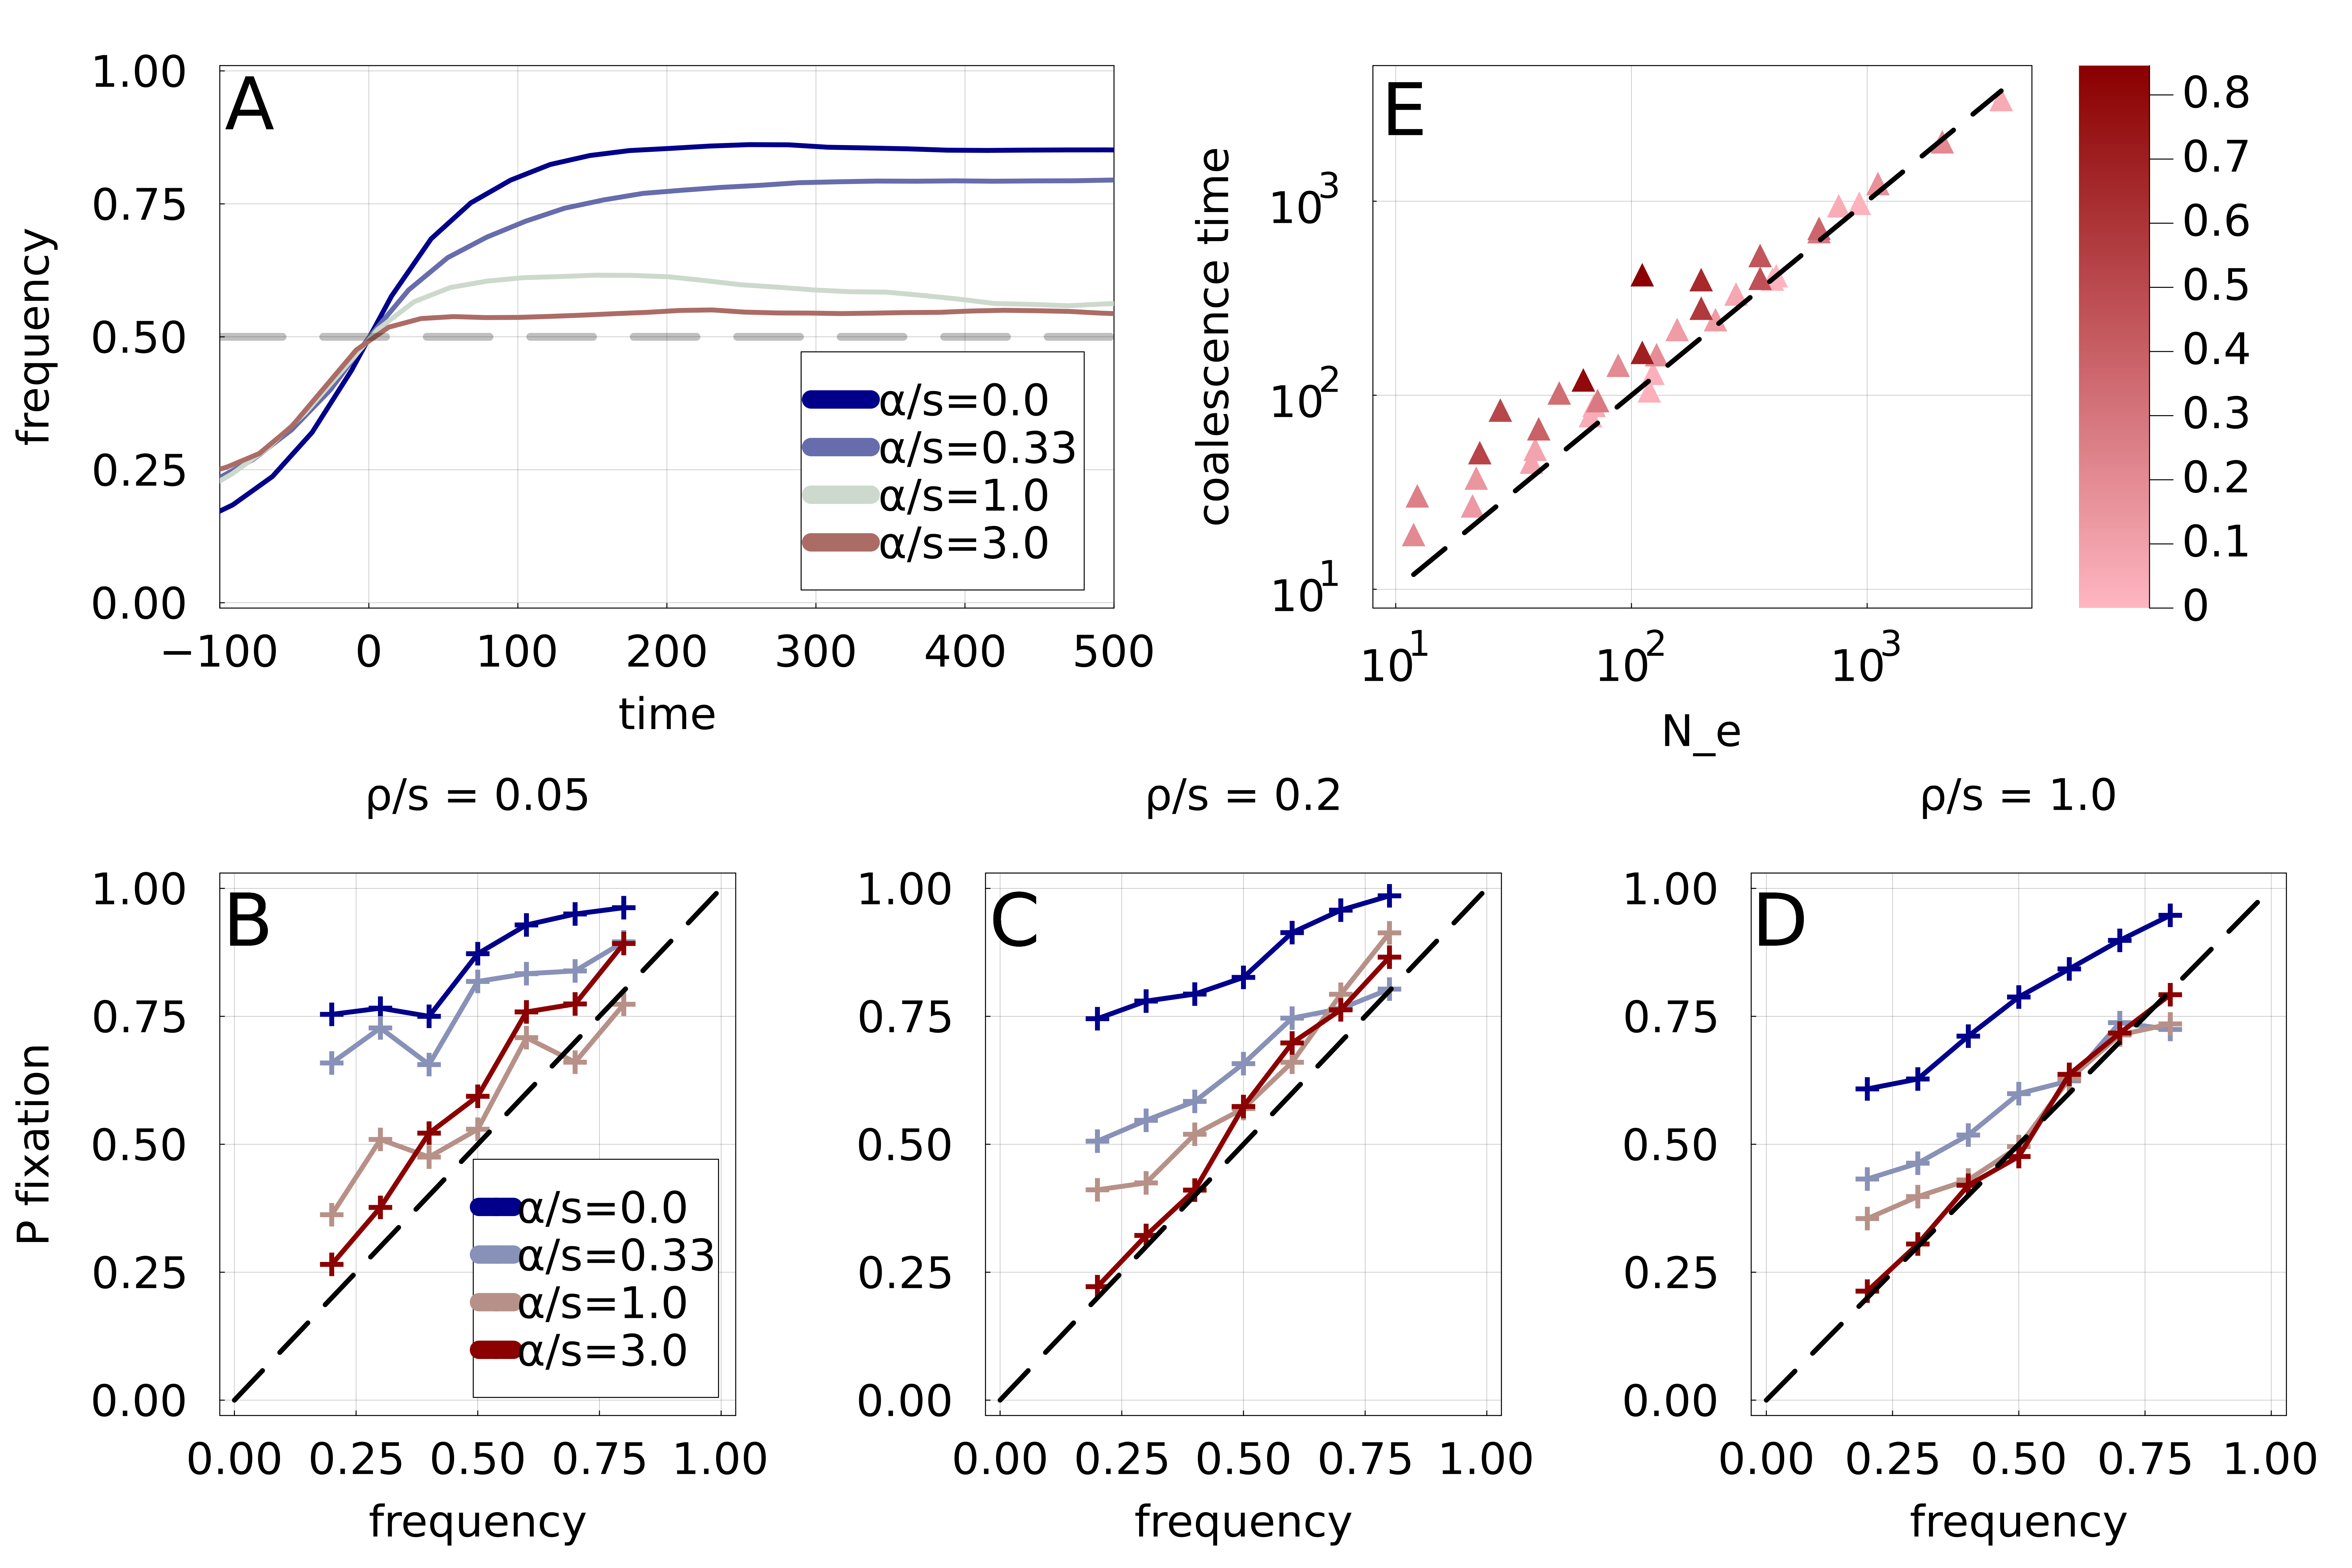 A
1.00
0.75
0.50
0.25
0.00
frequency
−100 0 100 200 300 400 500
time
α/s=0.0
α/s=0.33
α/s=1.0
α/s=3.0
E
10^3
10^2
10^1
coalescence time
10^1 10^2 10^3
N_e
0.8
0.7
0.6
0.5
0.4
0.3
0.2
0.1
0
ρ/s = 0.05
B
1.00
0.75
0.50
0.25
0.00
P fixation
0.00 0.25 0.50 0.75 1.00
frequency
α/s=0.0
α/s=0.33
α/s=1.0
α/s=3.0
ρ/s = 0.2
C
1.00
0.75
0.50
0.25
0.00
0.00 0.25 0.50 0.75 1.00
frequency
ρ/s = 1.0
D
1.00
0.75
0.50
0.25
0.00
0.00 0.25 0.50 0.75 1.00
frequency